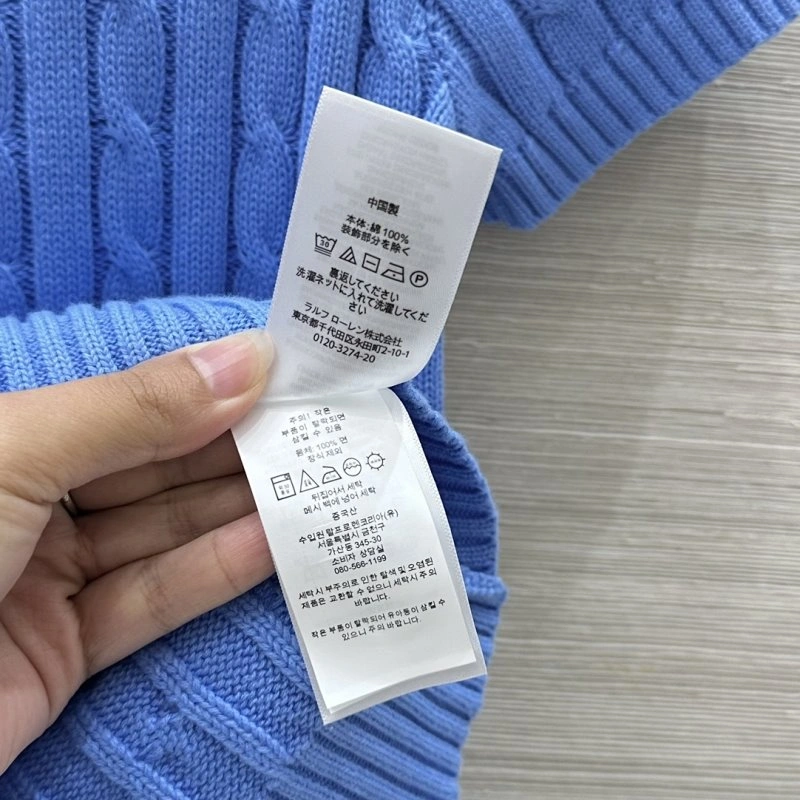 中国製
本体:綿100%
装飾部分を除く
30
P
裏返してください
洗濯ネットに入れて洗濯してくだ
さい
ラルフ ローレン株式会社
東京都千代田区永田町2-10-1
0120-3274-20
주의! 작은
부품이 탈락되면
삼킬 수 있음
몸체: 100% 면
장식 제외
뒤집어서 세탁
메시 백에 넣어 세탁
중국산
수입원 랄프로렌코리아(유)
서울특별시 금천구
가산동 345-30
소비자 상담실
080-566-1199
세탁시 부주의로 인한 탈색 및 오염된
제품은 교환할 수 없으니 세탁시 주의
바랍니다.
작은 부품이 탈락되어 유아동이 삼킬 수
있으니 주의 바랍니다.